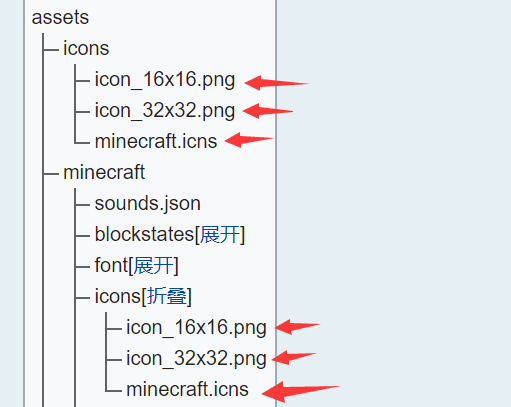 assets
icons
icon_16x16.png
icon_32x32.png
minecraft.icns
minecraft
sounds.json
blockstates[展开]
font[展开]
icons[折叠]
icon_16x16.png
icon_32x32.png
minecraft.icns